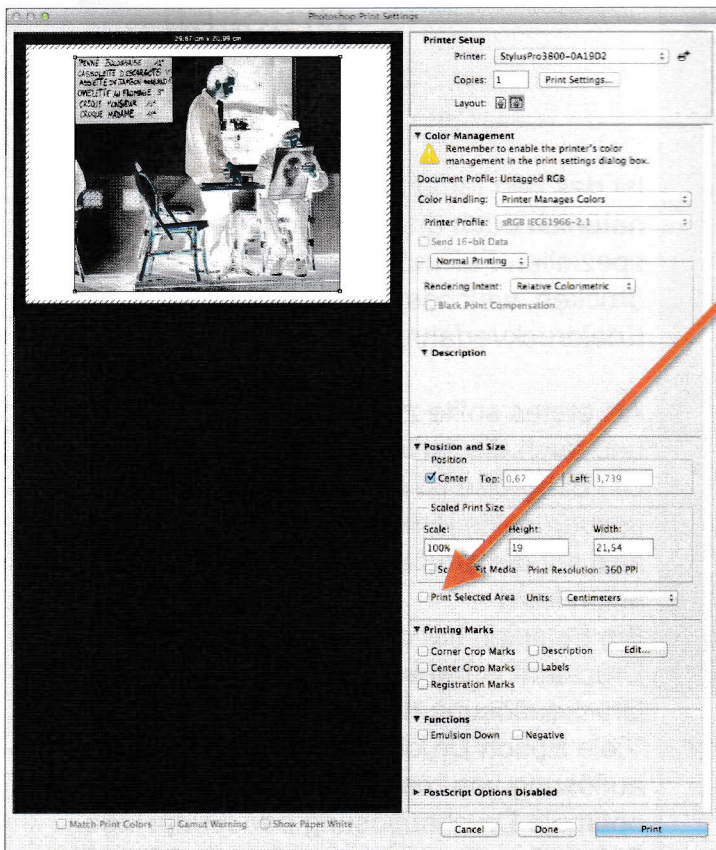 Photoshop Print Settings
29,67 cm x 20,99 cm
PENNE BOLOGNAISE
CASSOLETTE D'ESCARGOTS
ASSIETTE DE JAMBON
OMELETTE AU FROMAGE
CROQUE MONSIEUR
CROQUE MADAME
Printer Setup
Printer: StylusPro3800-0A19D2
Copies: 1 Print Settings...
Layout:
Color Management
Remember to enable the printer's color
management in the print settings dialog box.
Document Profile: Untagged RGB
Color Handling: Printer Manages Colors
Printer Profile: sRGB IEC61966-2.1
Send 16-bit Data
Normal Printing
Rendering Intent: Relative Colorimetric
Black Point Compensation
Description
Position and Size
Position
Center Top: 0,67 Left: 3,739
Scaled Print Size
Scale: Height: Width:
100% 19 21,54
Fit Media Print Resolution: 360 PPI
Print Selected Area Units: Centimeters
Printing Marks
Corner Crop Marks Description Edit...
Center Crop Marks Labels
Registration Marks
Functions
Emulsion Down Negative
PostScript Options Disabled
Match Print Colors Gamut Warning Show Paper White
Cancel Done Print